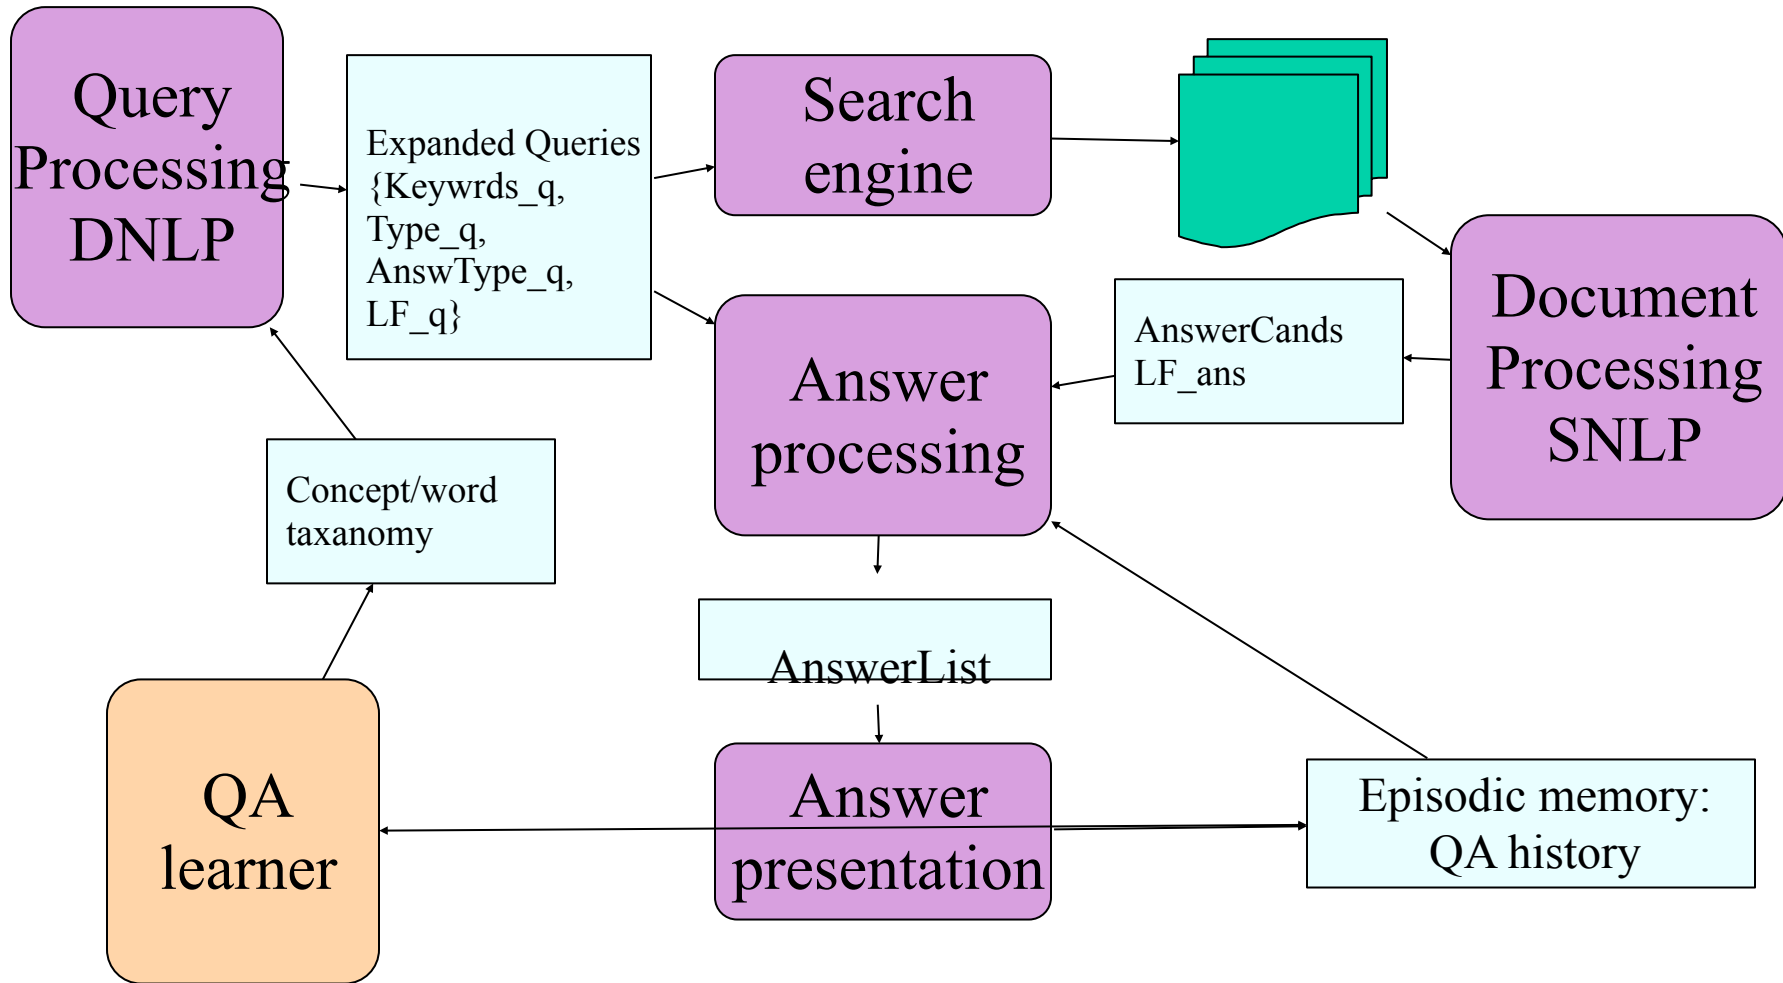 Query
Processing
DNLP
Expanded Queries
{Keywrds_q,
Type_q,
AnswType_q,
LF_q}
Search
engine
Document
Processing
SNLP
AnswerCands
LF_ans
Answer
processing
Concept/word
taxanomy
AnswerList
QA
learner
Answer
presentation
Episodic memory:
QA history